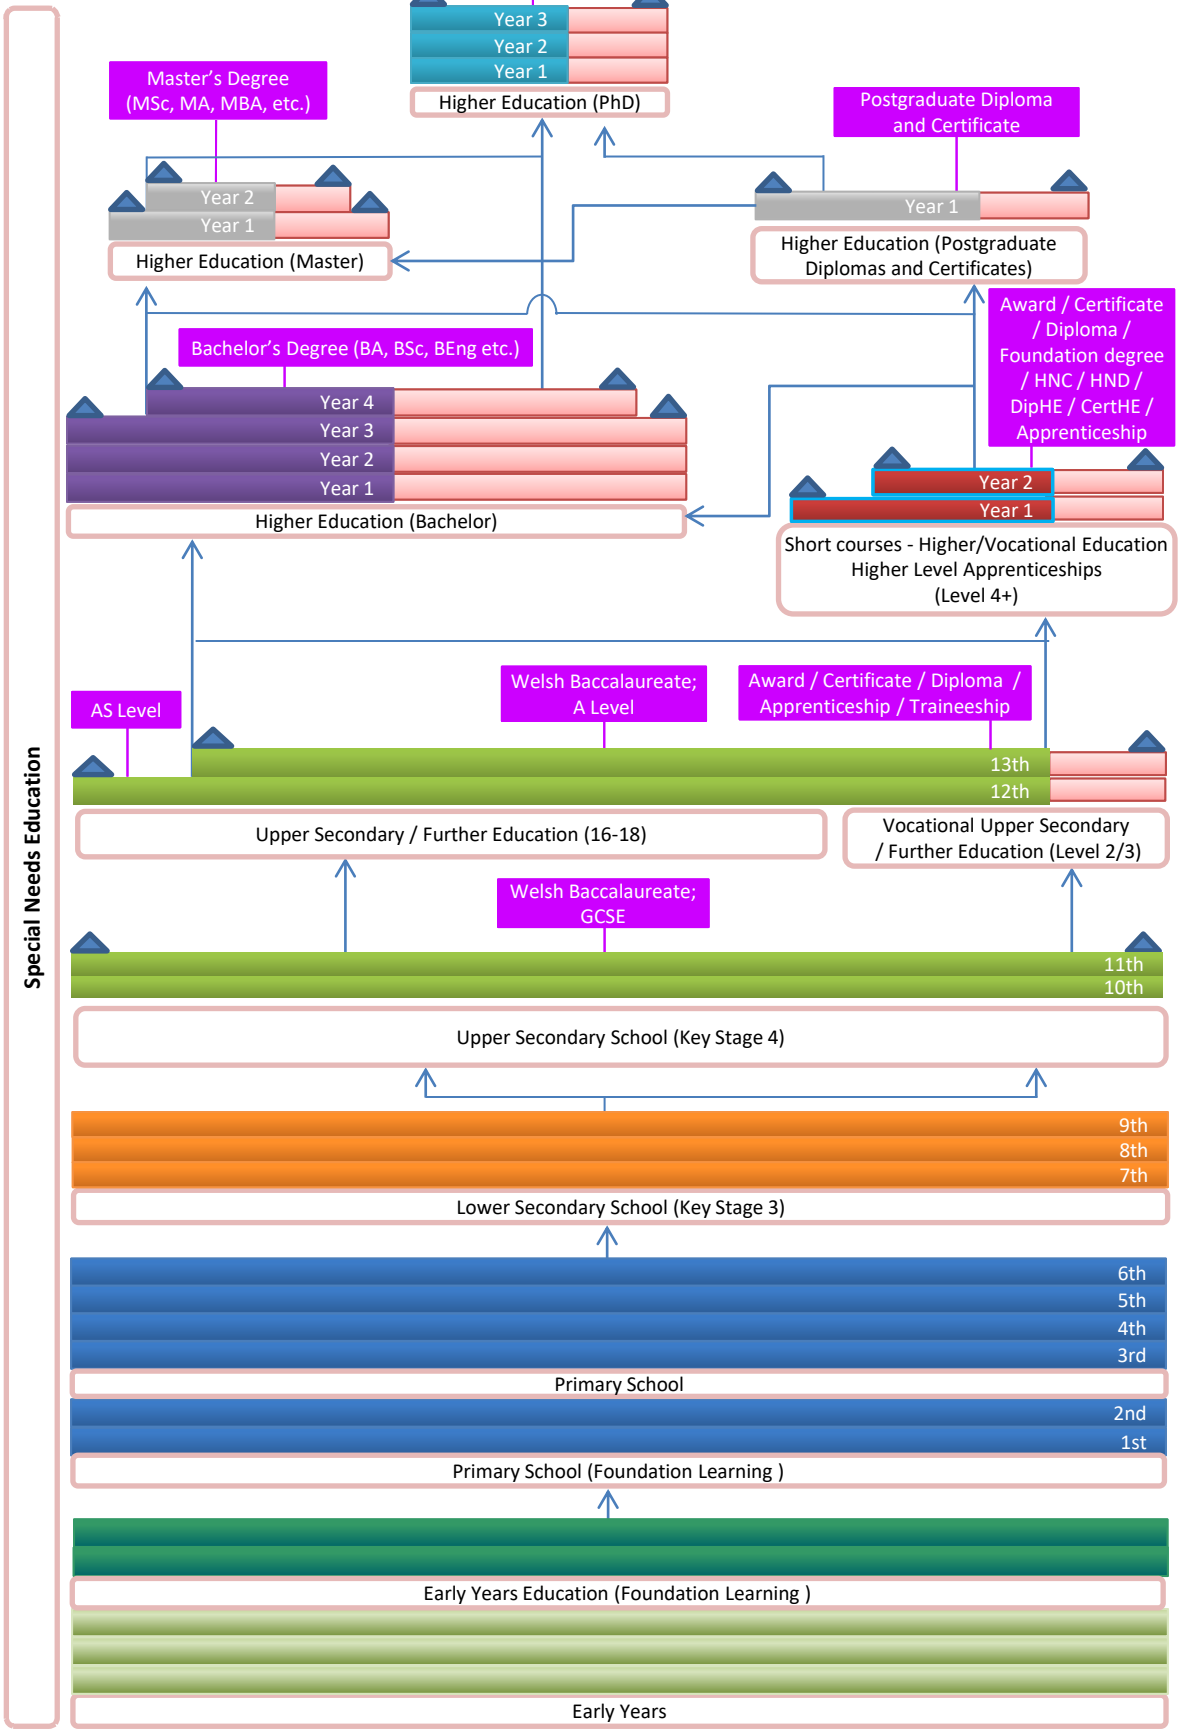 Special Needs Education
Year 3
Year 2
Year 1
Higher Education (PhD)
Master's Degree
(MSc, MA, MBA, etc.)
Year 2
Year 1
Higher Education (Master)
Postgraduate Diploma
and Certificate
Year 1
Higher Education (Postgraduate
Diplomas and Certificates)
Bachelor's Degree (BA, BSc, BEng etc.)
Year 4
Year 3
Year 2
Year 1
Higher Education (Bachelor)
Award / Certificate
/ Diploma /
Foundation degree
/ HNC / HND /
DipHE / CertHE /
Apprenticeship
Year 2
Year 1
Short courses - Higher/Vocational Education
Higher Level Apprenticeships
(Level 4+)
AS Level
Welsh Baccalaureate;
A Level
Award / Certificate / Diploma /
Apprenticeship / Traineeship
13th
12th
Upper Secondary / Further Education (16-18)
Vocational Upper Secondary
/ Further Education (Level 2/3)
Welsh Baccalaureate;
GCSE
11th
10th
Upper Secondary School (Key Stage 4)
9th
8th
7th
Lower Secondary School (Key Stage 3)
6th
5th
4th
3rd
Primary School
2nd
1st
Primary School (Foundation Learning )
Early Years Education (Foundation Learning )
Early Years